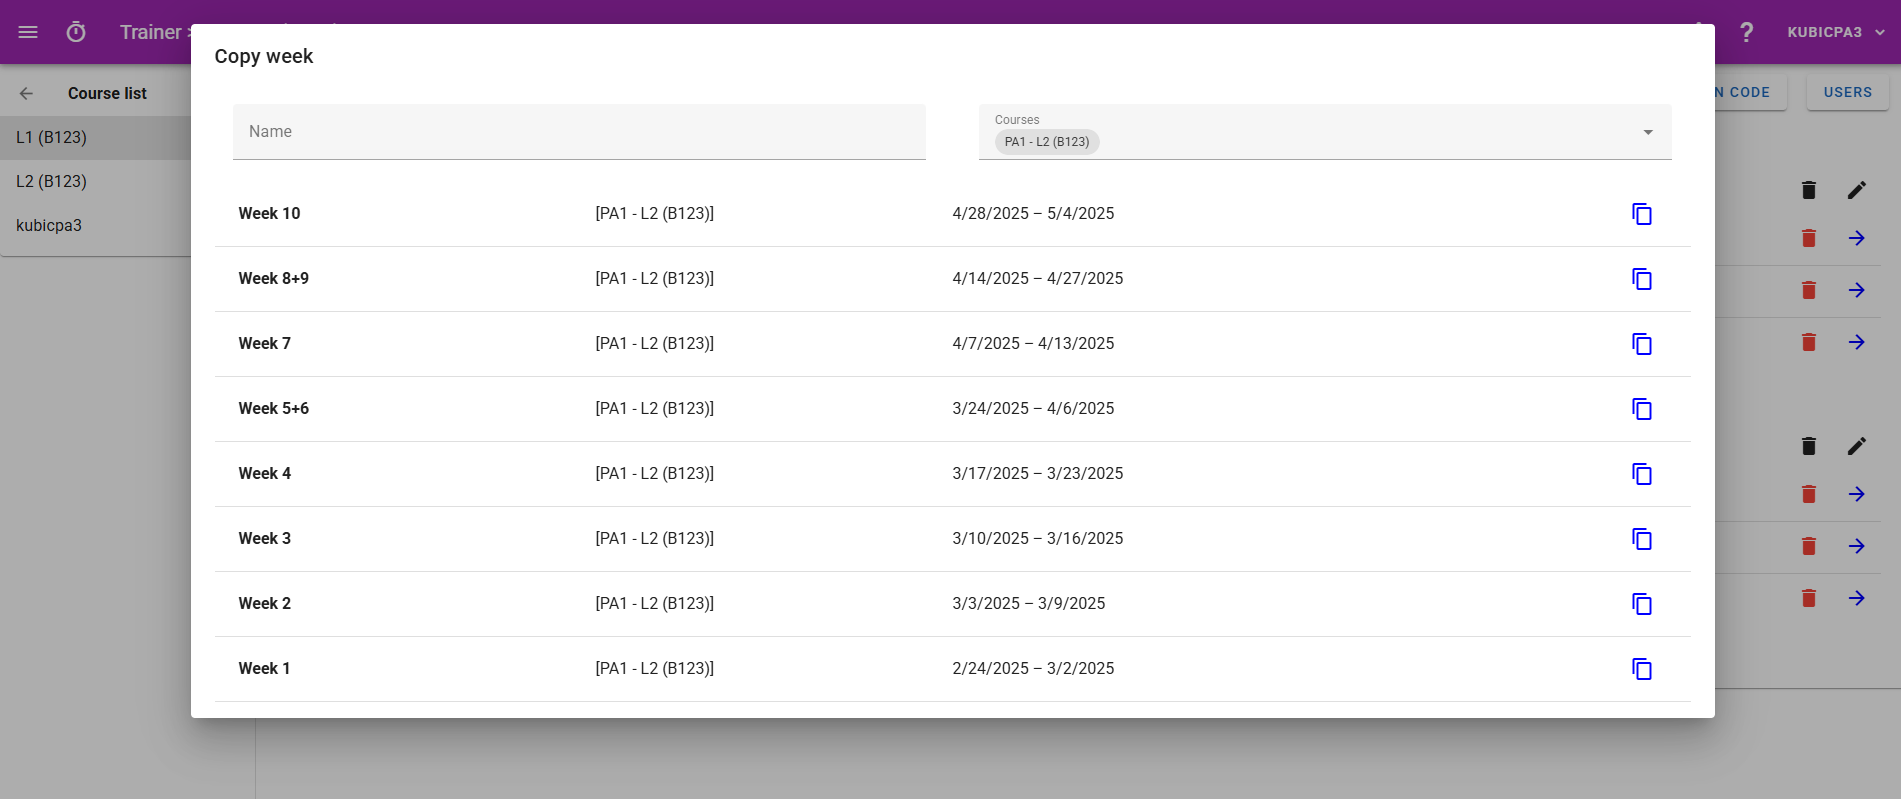 Trainer
? KUBICPA3
Copy week
Course list
N CODE USERS
Name
Courses
PA1 - L2 (B123)
L1 (B123)
L2 (B123)
kubicpa3
Week 10 [PA1 - L2 (B123)] 4/28/2025 – 5/4/2025
Week 8+9 [PA1 - L2 (B123)] 4/14/2025 – 4/27/2025
Week 7 [PA1 - L2 (B123)] 4/7/2025 – 4/13/2025
Week 5+6 [PA1 - L2 (B123)] 3/24/2025 – 4/6/2025
Week 4 [PA1 - L2 (B123)] 3/17/2025 – 3/23/2025
Week 3 [PA1 - L2 (B123)] 3/10/2025 – 3/16/2025
Week 2 [PA1 - L2 (B123)] 3/3/2025 – 3/9/2025
Week 1 [PA1 - L2 (B123)] 2/24/2025 – 3/2/2025